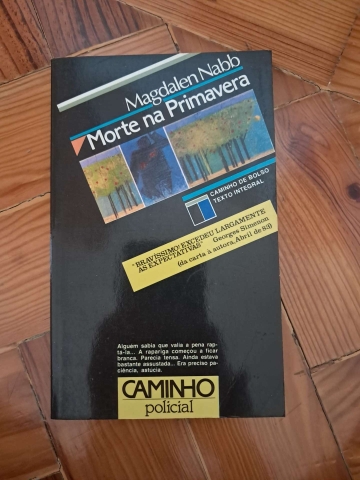 Magdalen Nabb
Morte na Primavera
CAMINHO DE BOLSO
TEXTO INTEGRAL
"BRAVISSIMO! EXCEDEU LARGAMENTE
AS EXPECTATIVAS" Georges Simenon
(da carta à autora, Abril de 83)
Alguem sabia que valia a pena rap-
tá-la... A rapariga começou a ficar
branca. Parecia tensa. Ainda estava
bastante assustada... Era preciso pa-
ciência, astúcia.
CAMINHO
policial